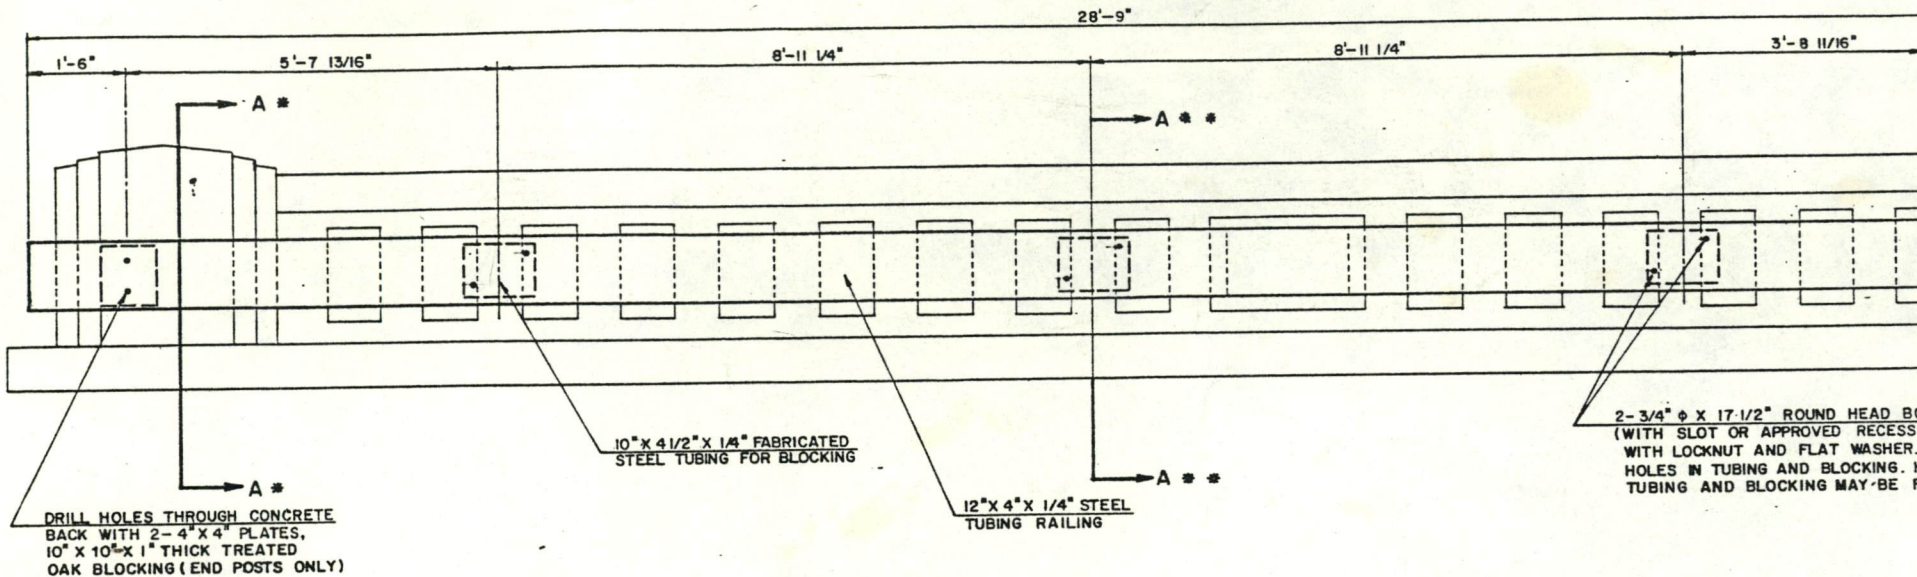 28'-9"
1'-6" 5'-7 13/16" 8'-11 1/4" 8'-11 1/4" 3'-8 11/16"
A *
A * *
10" X 4 1/2" X 1/4" FABRICATED
STEEL TUBING FOR BLOCKING
2-3/4" φ X 17-1/2" ROUND HEAD
(WITH SLOT OR APPROVED RECESS
WITH LOCKNUT AND FLAT WASHER.
HOLES IN TUBING AND BLOCKING.
TUBING AND BLOCKING MAY BE
A *
A * *
12" X 4" X 1/4" STEEL
TUBING RAILING
DRILL HOLES THROUGH CONCRETE
BACK WITH 2-4" X 4" PLATES,
10" X 10" X 1" THICK TREATED
OAK BLOCKING (END POSTS ONLY)